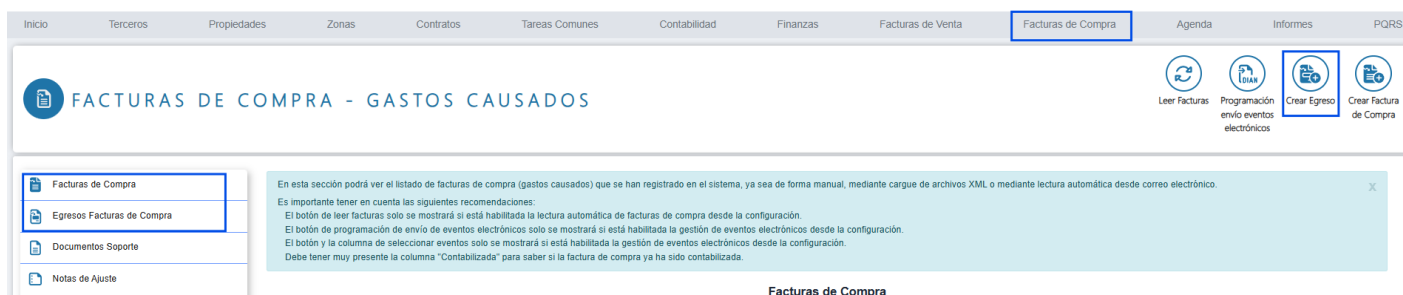 Inicio Terceros Propiedades Zonas Contratos Tareas Comunes Contabilidad Finanzas Facturas de Venta Facturas de Compra Agenda Informes PQRS
FACTURAS DE COMPRA - GASTOS CAUSADOS
Leer Facturas
DIAN
Programación
envío eventos
electrónicos
Crear Egreso
Crear Factura
de Compra
Facturas de Compra
Egresos Facturas de Compra
Documentos Soporte
Notas de Ajuste
En esta sección podrá ver el listado de facturas de compra (gastos causados) que se han registrado en el sistema, ya sea de forma manual, mediante cargue de archivos XML o mediante lectura automática desde correo electrónico.
X
Es importante tener en cuenta las siguientes recomendaciones:
El botón de leer facturas solo se mostrará si está habilitada la lectura automática de facturas de compra desde la configuración.
El botón de programación de envío de eventos electrónicos solo se mostrará si está habilitada la gestión de eventos electrónicos desde la configuración.
El botón y la columna de seleccionar eventos solo se mostrará si está habilitada la gestión de eventos electrónicos desde la configuración.
Debe tener muy presente la columna "Contabilizada" para saber si la factura de compra ya ha sido contabilizada.
Facturas de Compra